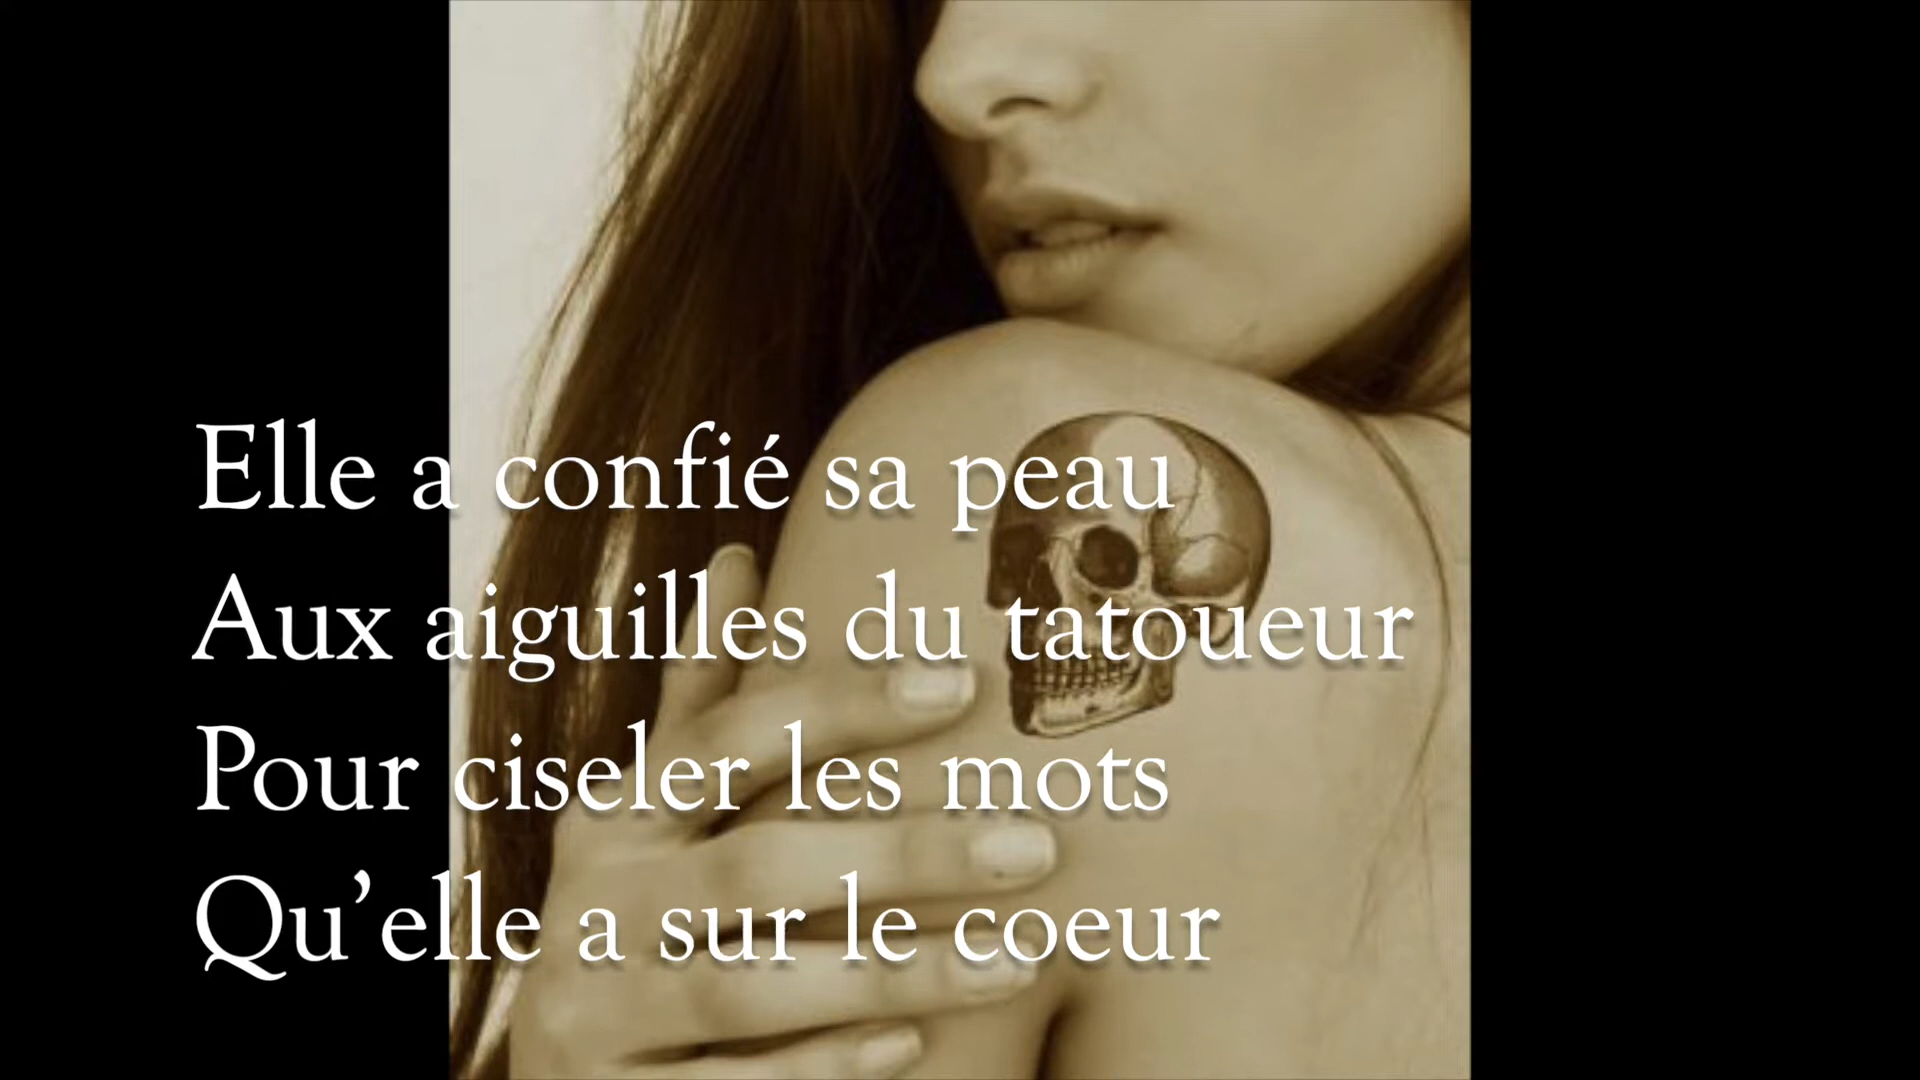 Elle a confié sa peau
Aux aiguilles du tatoueur
Pour ciseler les mots
Qu’elle a sur le coeur